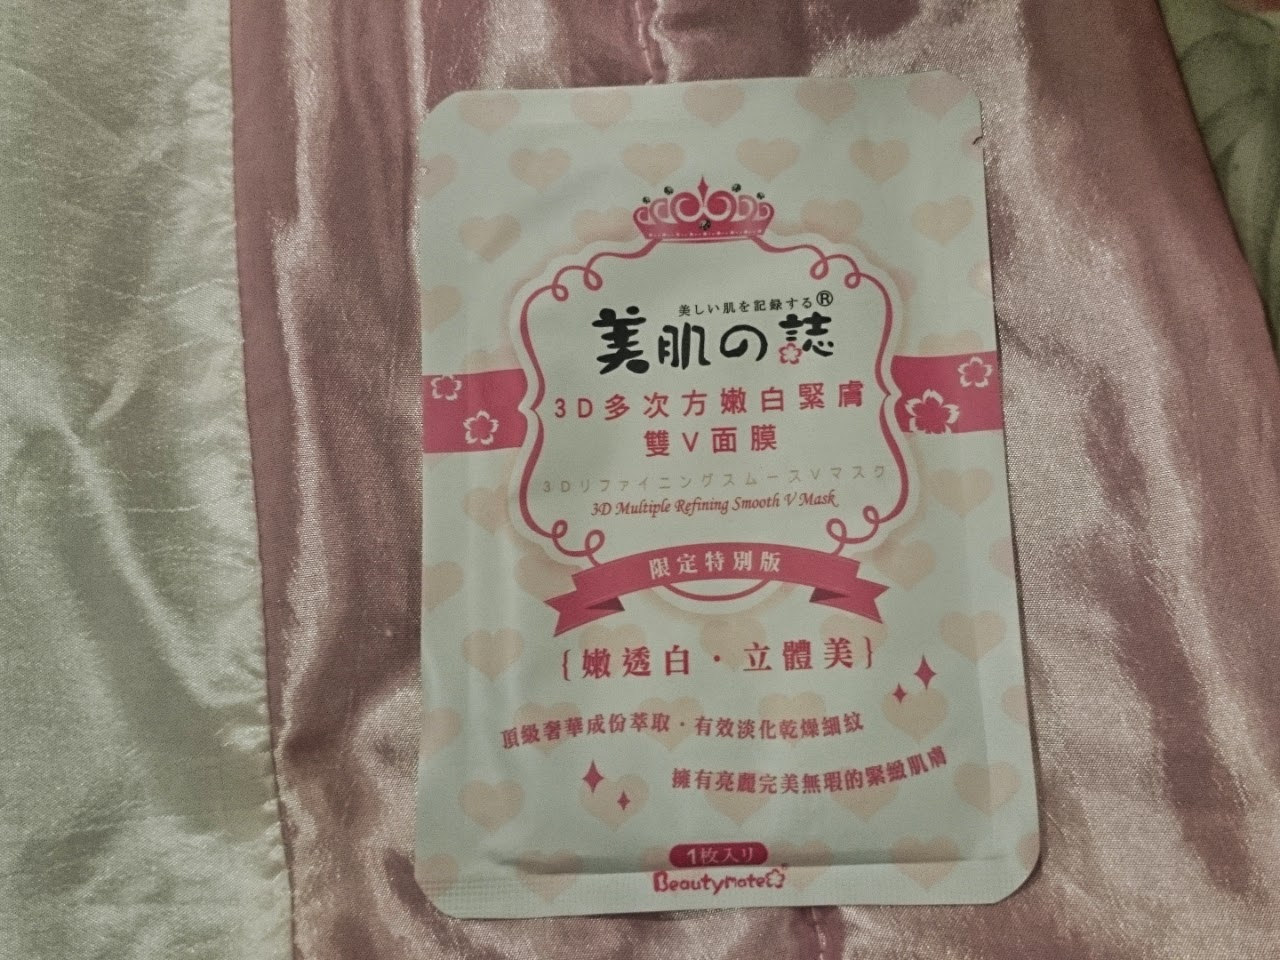 美しい肌を記録する®
美肌の誌
3D多次方嫩白緊膚
雙V面膜
3DリファイニングスムースVマスク
3D Multiple Refining Smooth V Mask
限定特別版
{嫩透白·立體美}
頂級奢華成份萃取·有效淡化乾燥細紋
擁有亮麗完美無瑕的緊緻肌膚
1枚入り
Beautymate